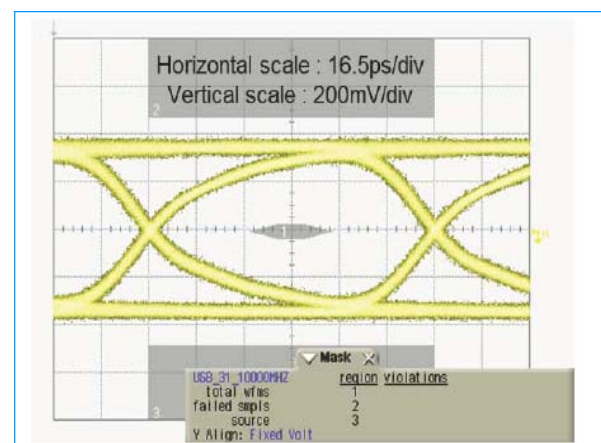 Horizontal scale : 16.5ps/div
Vertical scale : 200mV/div
2
1
Mask
USB_31_10000MHZ region violations
total wfms 1
failed smpls 2
source 3
Y Align: Fixed Volt
3